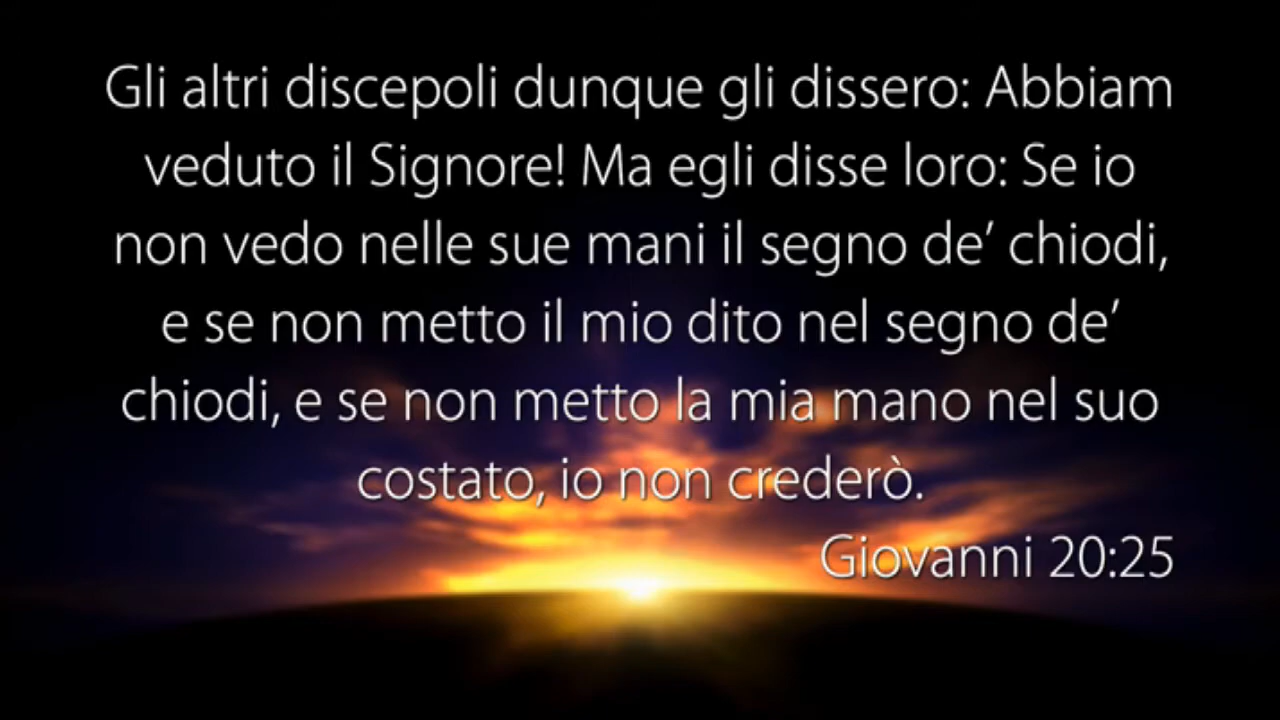 Gli altri discepoli dunque gli dissero: Abbiam
veduto il Signore! Ma egli disse loro: Se io
non vedo nelle sue mani il segno de’ chiodi,
e se non metto il mio dito nel segno de’
chiodi, e se non metto la mia mano nel suo
costato, io non crederò.
Giovanni 20:25